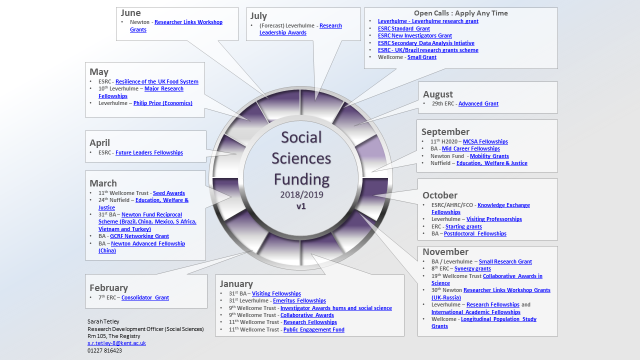 June
• Newton - Researcher Links Workshop
Grants
July
• (Forecast) Leverhulme - Research
Leadership Awards
Open Calls : Apply Any Time
• Leverhulme - Leverhulme research grant
• ESRC Standard Grant
• ESRC New Investigators Grant
• ESRC Secondary Data Analysis Intiative
• ESRC - UK/Brazil research grants scheme
• Wellcome - Small Grant
May
• ESRC - Resilience of the UK Food System
• 10th Leverhulme – Major Research
Fellowships
• Leverhulme – Philip Prize (Economics)
August
• 29th ERC - Advanced Grant
April
• ESRC - Future Leaders Fellowships
September
• 11th H2020 – MCSA Fellowships
• BA - Mid Career Fellowships
• Newton Fund - Mobility Grants
• Nuffield - Education, Welfare & Justice
Social
Sciences
Funding
2018/2019
v1
March
• 11th Wellcome Trust - Seed Awards
• 24th Nuffield – Education, Welfare &
Justice
• 31st BA – Newton Fund Reciprocal
Scheme (Brazil, China, Mexico, S Africa,
Vietnam and Turkey)
• BA - GCRF Networking Grant
• BA – Newton Advanced Fellowship
(China)
October
• ESRC/AHRC/FCO - Knowledge Exchange
Fellowships
• Leverhulme – Visiting Professorships
• ERC - Starting grants
• BA – Postdoctoral Fellowships
November
• BA / Leverhulme – Small Research Grant
• 8th ERC – Synergy grants
• 19th Wellcome Trust Collaborative Awards in
Science
• 30th Newton Researcher Links Workshop Grants
(UK-Russia)
• Leverhulme – Research Fellowships and
International Academic Fellowships
• Wellcome - Longitudinal Population Study
Grants
February
• 7th ERC – Consolidator Grant
January
• 31st BA – Visiting Fellowships
• 31st Leverhulme - Emeritus Fellowships
• 9th Wellcome Trust - Investigator Awards hums and social science
• 9th Wellcome Trust - Collaborative Awards
• 11th Wellcome Trust - Research Fellowships
• 11th Wellcome Trust - Public Engagement Fund
Sarah Tetley
Research Development Officer (Social Sciences)
Rm 105, The Registry
s.r.tetley-8@kent.ac.uk
01227 816423